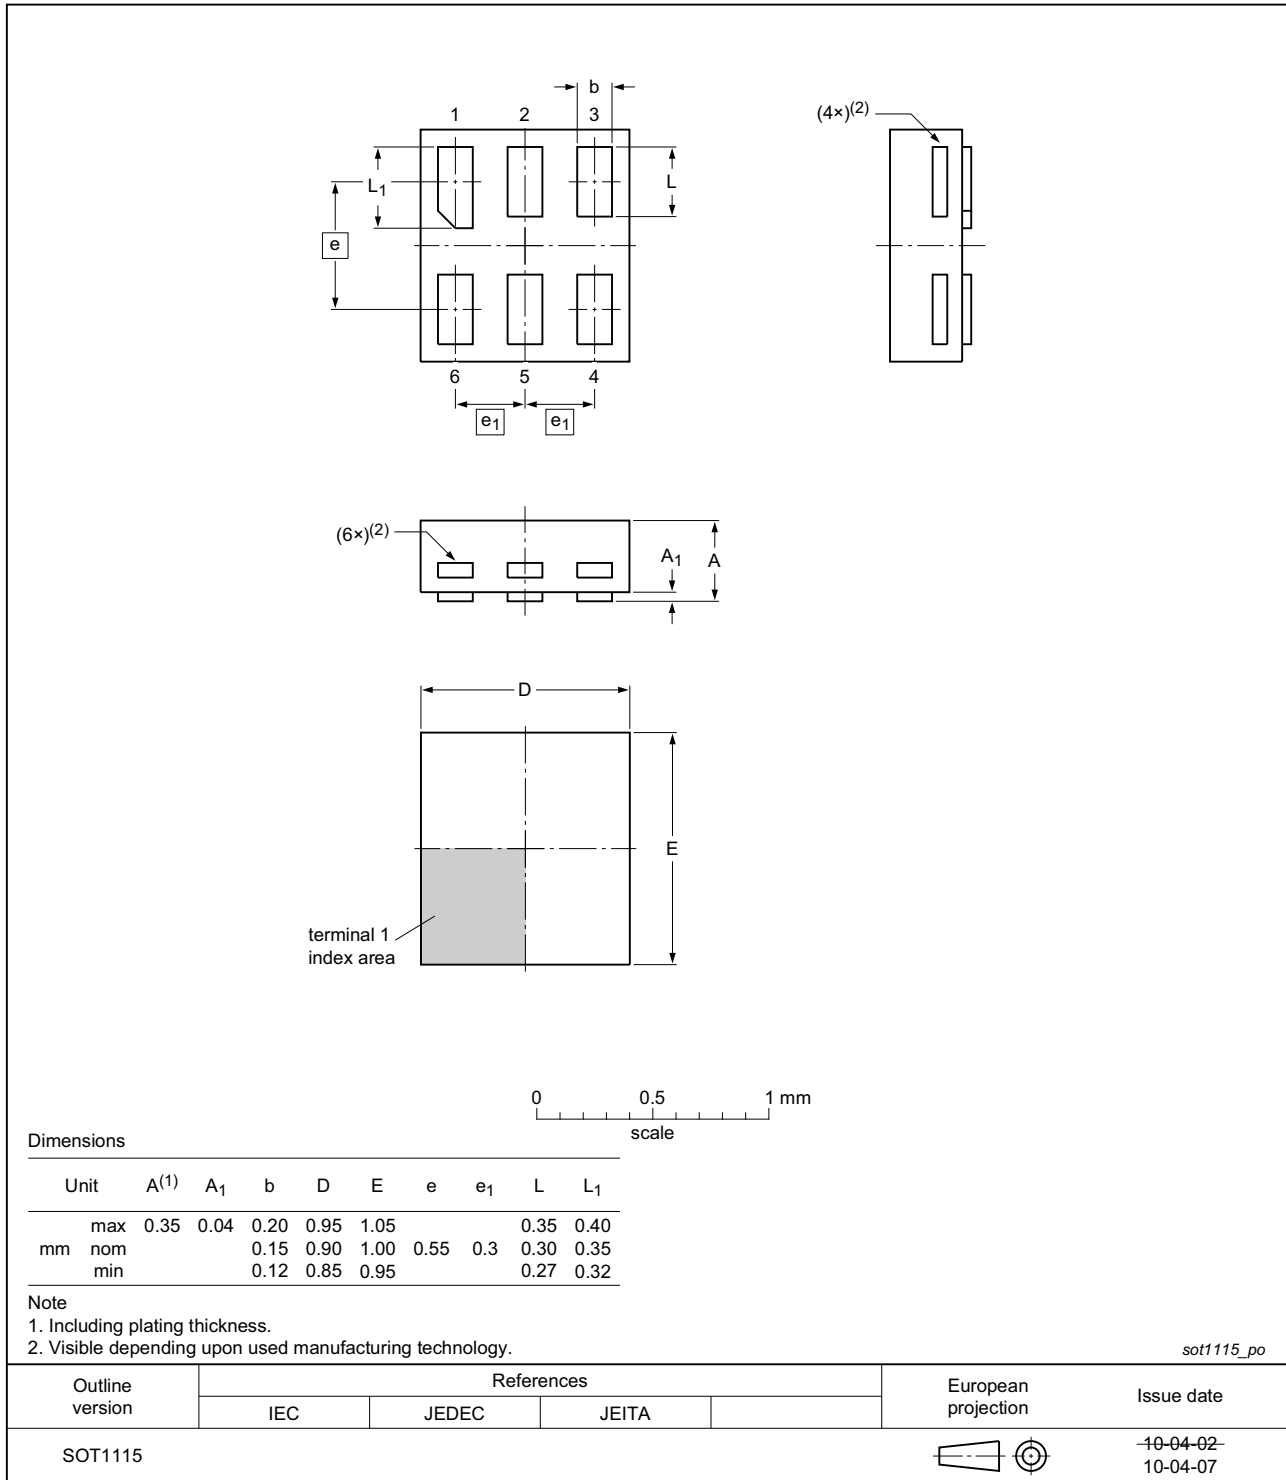 b
1 2 3
(4×)(2)
L1
L
e
6 5 4
e1 e1
(6×)(2)
A1 A
D
E
terminal 1
index area
0 0.5 1 mm
scale
Dimensions
Unit A(1) A1 b D E e e1 L L1
max 0.35 0.04 0.20 0.95 1.05 0.35 0.40
mm nom 0.15 0.90 1.00 0.55 0.3 0.30 0.35
min 0.12 0.85 0.95 0.27 0.32
Note
1. Including plating thickness.
2. Visible depending upon used manufacturing technology.
sot1115_po
Outline
version
References
IEC JEDEC JEITA
European
projection
Issue date
SOT1115
10-04-02
10-04-07